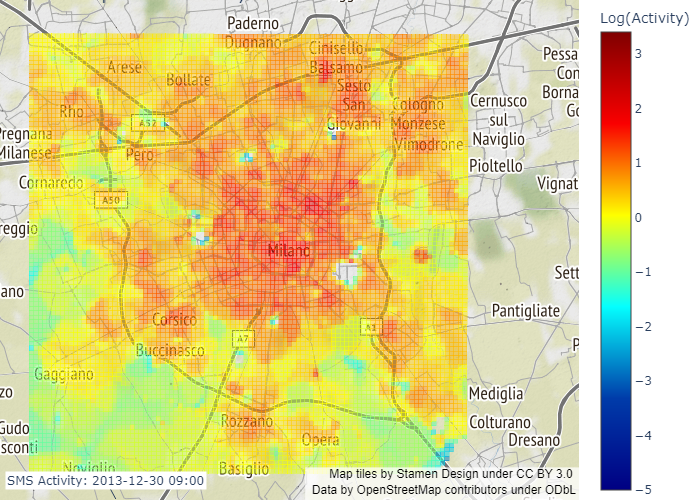 Log(Activity)
Paderno
Dugnano
Cinisello
Balsamo
Arese
Bollate
Sesto
San
Giovanni
Pessa
Con
Borna
Go
Rho
A52
Cologno
Monzese
Cernusco
sul
Naviglio
Pregnana
Milanese
Pero
Vimodrone
Pioltello
Cornaredo
A50
Vignat
reggio
Milano
Sett
ano
Pantigliate
Corsico
A7
A1
Buccinasco
P
Gaggiano
zo
Mediglia
Rozzano
Colturano
Gudo
sconti
Opera
Dresano
Noviglio
Basiglio
SMS Activity: 2013-12-30 09:00
Map tiles by Stamen Design under CC BY 3.0
Data by OpenStreetMap contributors under ODbL
3
2
1
0
−1
−2
−3
−4
−5